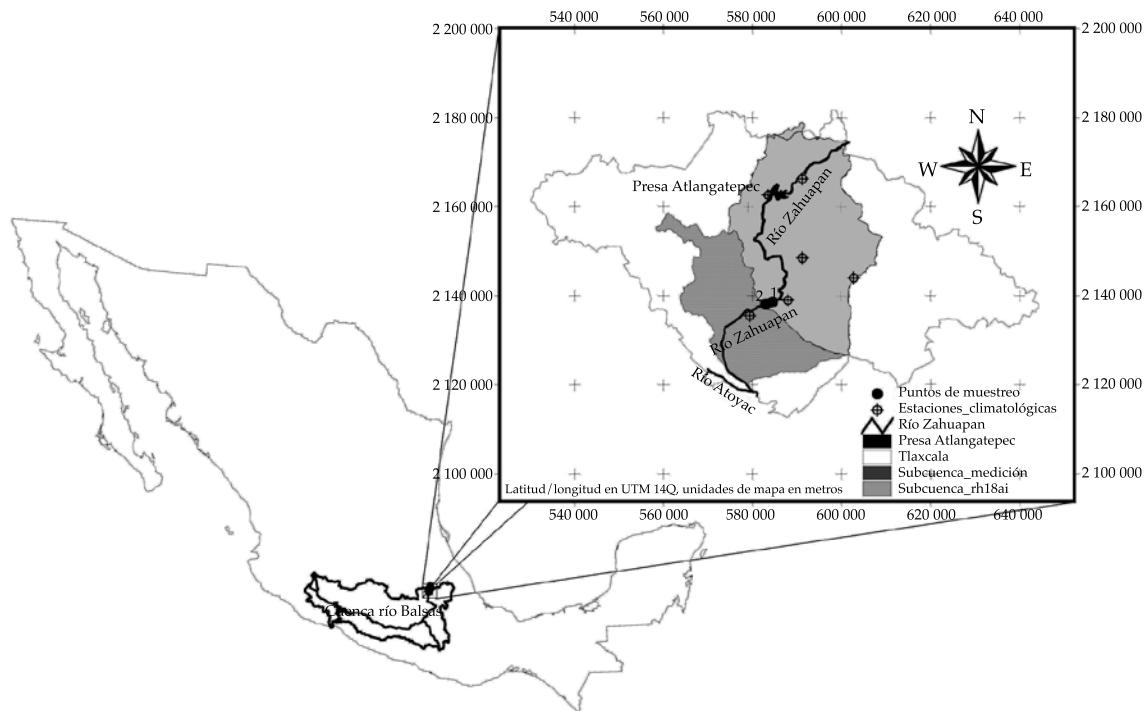 540 000 560 000 580 000 600 000 620 000 640 000
2 200 000 2 200 000
2 180 000 2 180 000
N
W E
S
Presa Atlangatepec
Río Zahuapan
2 160 000 2 160 000
2 140 000 2 140 000
2 1
Río Zahuapan
Río Atoyac
2 120 000 2 120 000
Puntos de muestreo
Estaciones_climatológicas
Río Zahuapan
Presa Atlangatepec
Tlaxcala
Subcuenca_medición
Subcuenca_rh18ai
2 100 000 2 100 000
Latitud/longitud en UTM 14Q, unidades de mapa en metros
540 000 560 000 580 000 600 000 620 000 640 000
Cuenca río Balsas